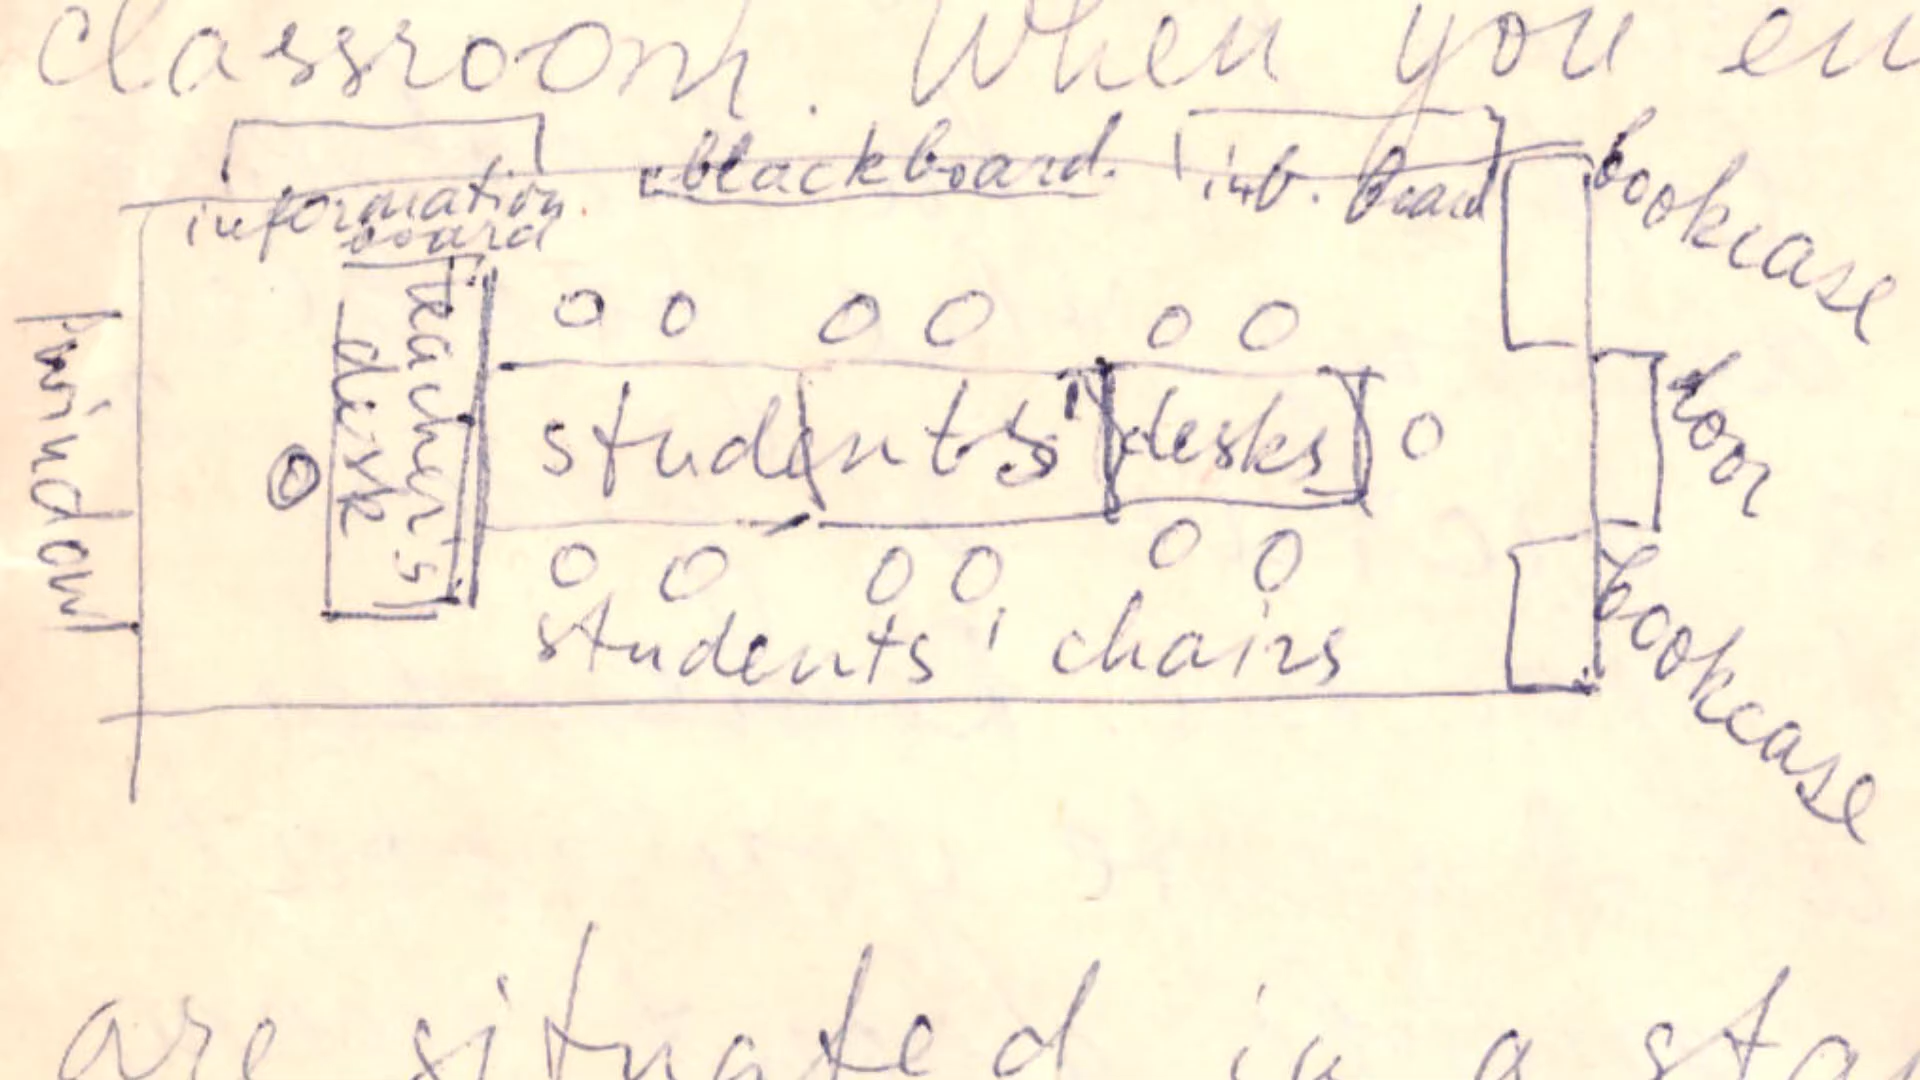 classroom. When you en
blackboard.
inf. board
information
board
bookcase
teacher's
desk
window
door
students' desks
bookcase
students' chairs
are situated in a sta